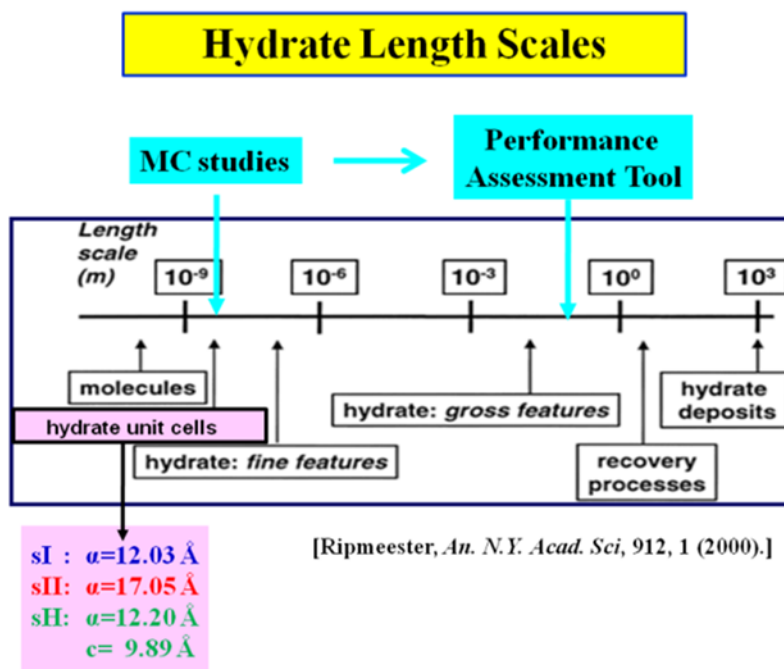 Hydrate Length Scales
MC studies
Performance
Assessment Tool
Length
scale
(m)
10⁻⁹
10⁻⁶
10⁻³
10⁰
10³
molecules
hydrate unit cells
hydrate: fine features
hydrate: gross features
recovery
processes
hydrate
deposits
sI : α=12.03 Å
sII: α=17.05 Å
sH: α=12.20 Å
c= 9.89 Å
[Ripmeester, An. N.Y. Acad. Sci, 912, 1 (2000).]